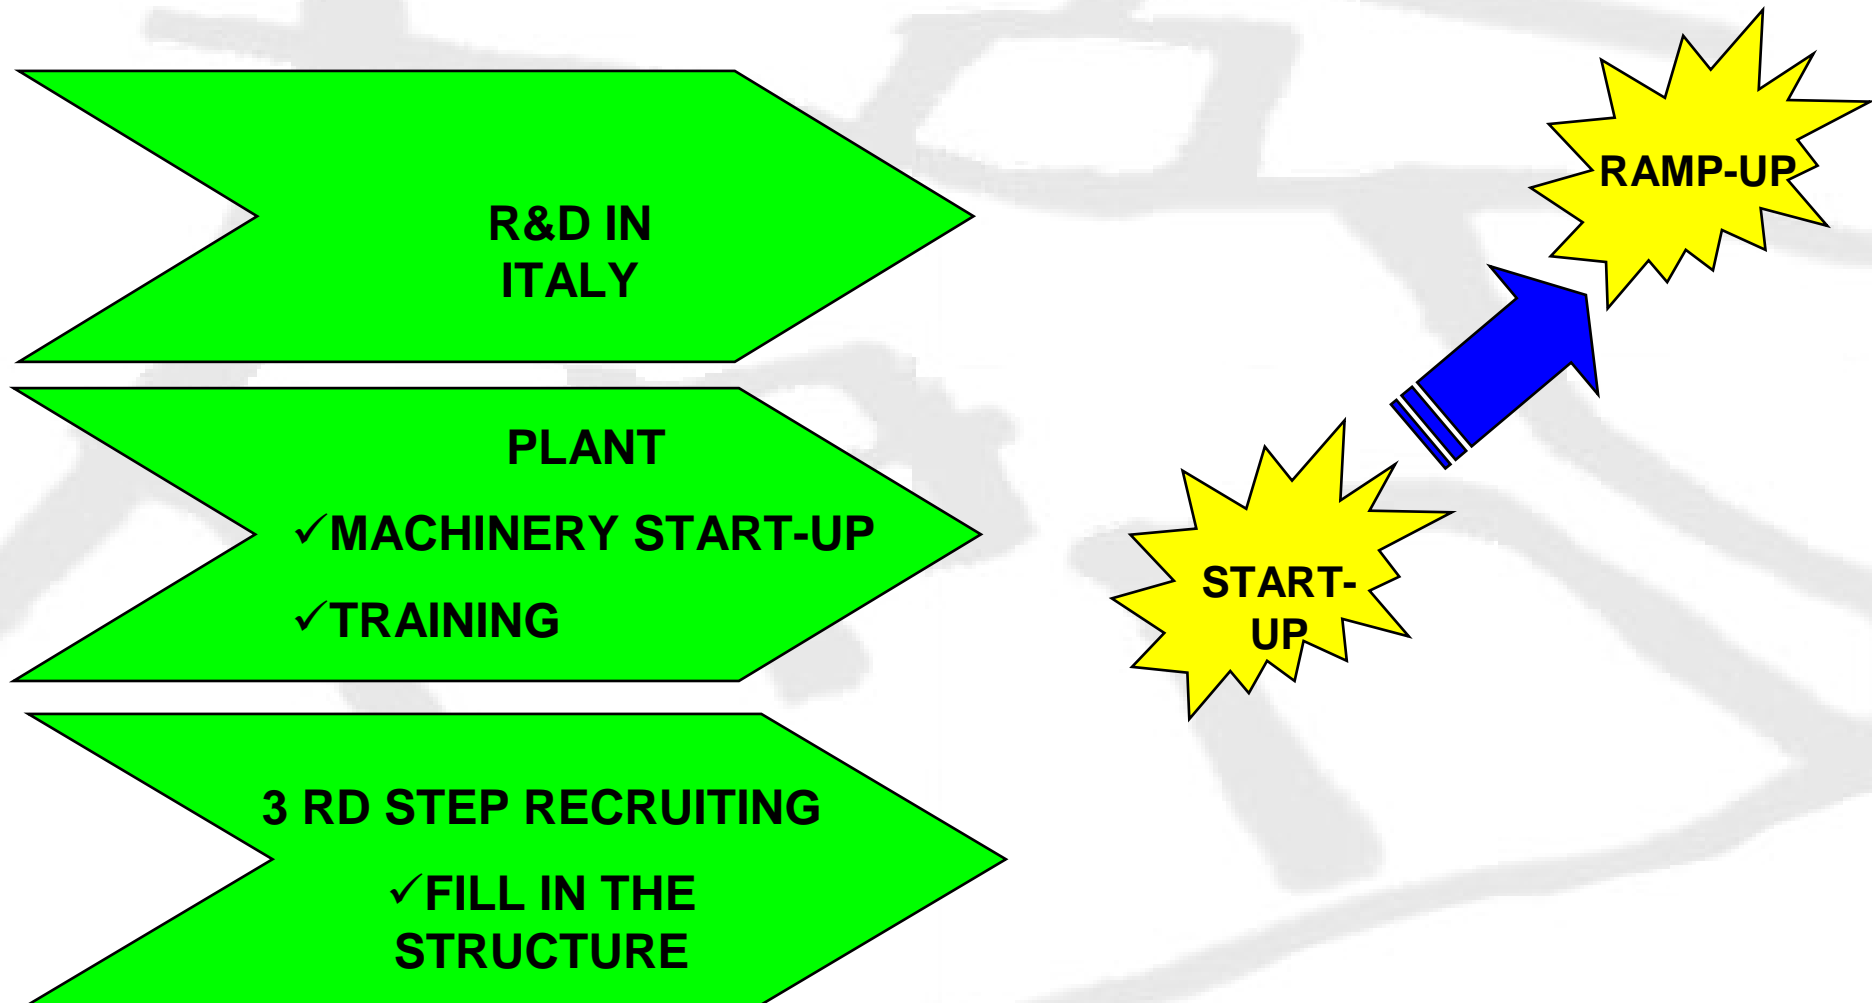 R&D IN
ITALY
PLANT
✓MACHINERY START-UP
✓TRAINING
3 RD STEP RECRUITING
✓FILL IN THE
STRUCTURE
RAMP-UP
START-
UP